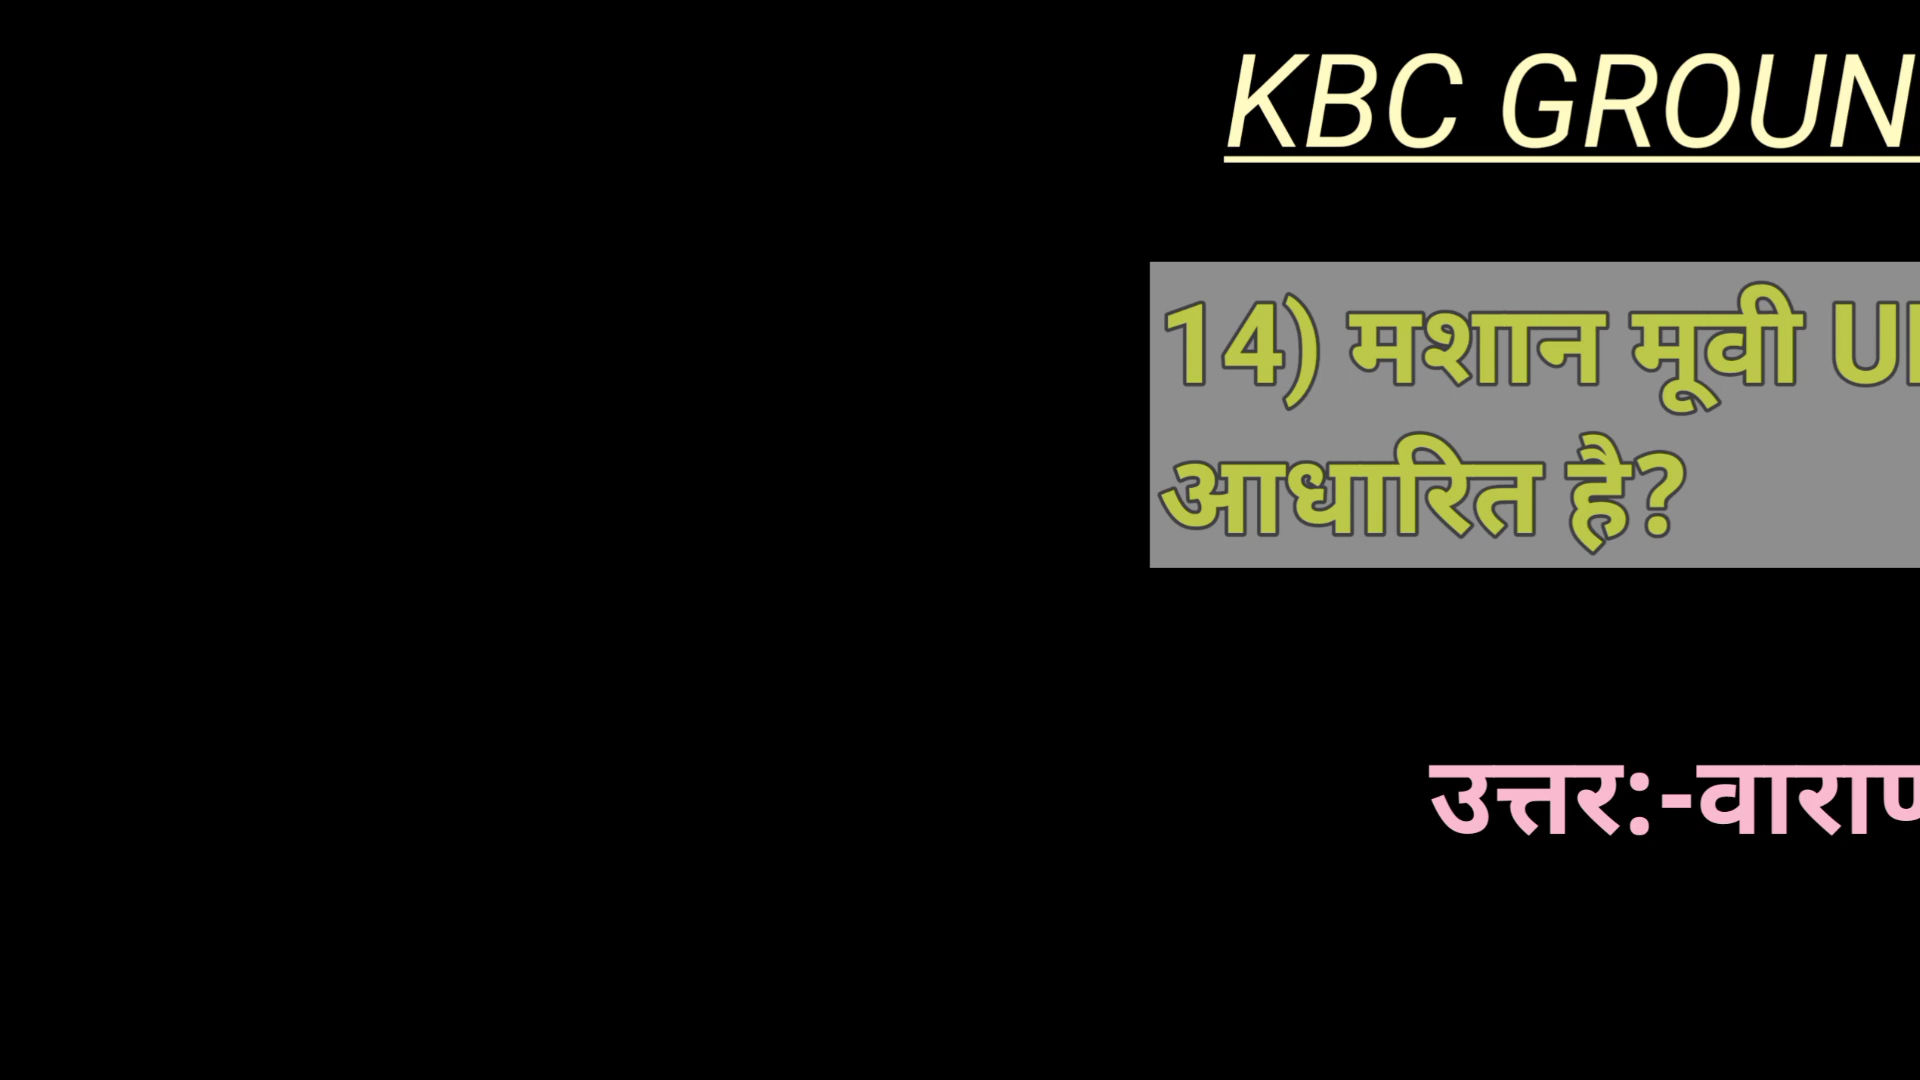 KBC GROUN
14) मशान मूवी U
आधारित है?
उत्तर:-वारा